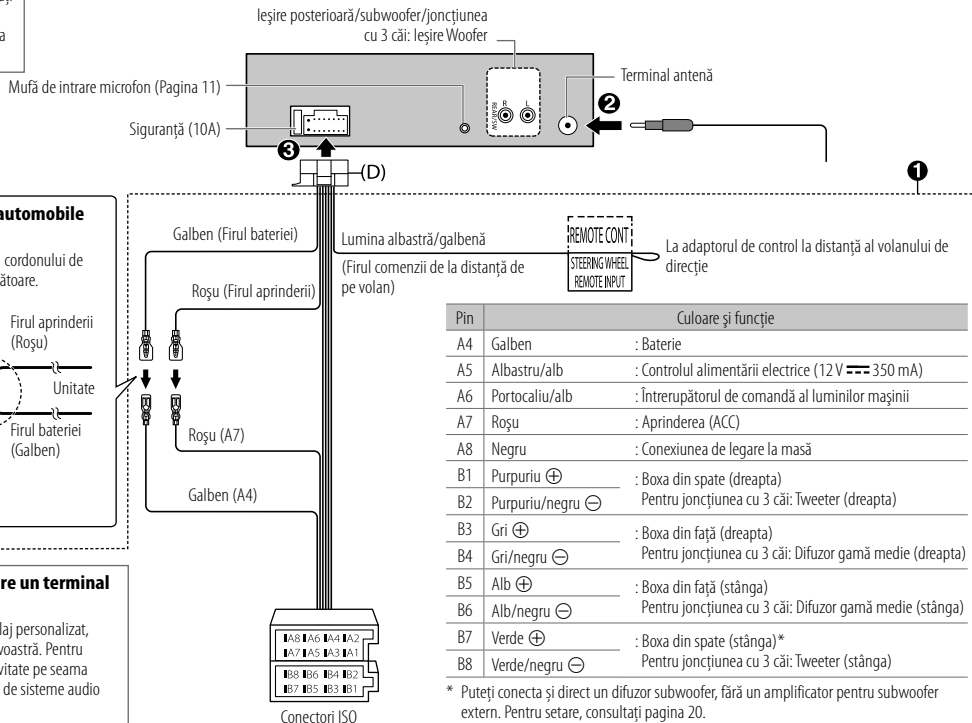 Ieşire posterioară/subwoofer/joncţiunea
cu 3 căi: Ieșire Woofer
Mufă de intrare microfon (Pagina 11)
Terminal antenă
Siguranţă (10A)
REAR/SW
R
L
2
3
(D)
1
automobile
cordonului de
ătoare.
Firul aprinderii
(Roşu)
Unitate
Firul bateriei
(Galben)
Galben (Firul bateriei)
Lumina albastră/galbenă
(Firul comenzii de la distanţă de
pe volan)
Roşu (Firul aprinderii)
REMOTE CONT
STEERING WHEEL
REMOTE INPUT
La adaptorul de control la distanţă al volanului de
direcţie
Roşu (A7)
Galben (A4)
Pin Culoare şi funcţie
A4 Galben : Baterie
A5 Albastru/alb : Controlul alimentării electrice (12 V ⎓ 350 mA)
A6 Portocaliu/alb : Întrerupătorul de comandă al luminilor maşinii
A7 Roşu : Aprinderea (ACC)
A8 Negru : Conexiunea de legare la masă
B1 Purpuriu ⊕ : Boxa din spate (dreapta)
B2 Purpuriu/negru ⊖ Pentru joncţiunea cu 3 căi: Tweeter (dreapta)
B3 Gri ⊕ : Boxa din faţă (dreapta)
B4 Gri/negru ⊖ Pentru joncţiunea cu 3 căi: Difuzor gamă medie (dreapta)
B5 Alb ⊕ : Boxa din faţă (stânga)
B6 Alb/negru ⊖ Pentru joncţiunea cu 3 căi: Difuzor gamă medie (stânga)
B7 Verde ⊕ : Boxa din spate (stânga)*
B8 Verde/negru ⊖ Pentru joncţiunea cu 3 căi: Tweeter (stânga)
* Puteţi conecta şi direct un difuzor subwoofer, fără un amplificator pentru subwoofer
extern. Pentru setare, consultaţi pagina 20.
re un terminal
laj personalizat,
voastră. Pentru
vitate pe seama
de sisteme audio
A8 A6 A4 A2
A7 A5 A3 A1
B8 B6 B4 B2
B7 B5 B3 B1
Conectori ISO